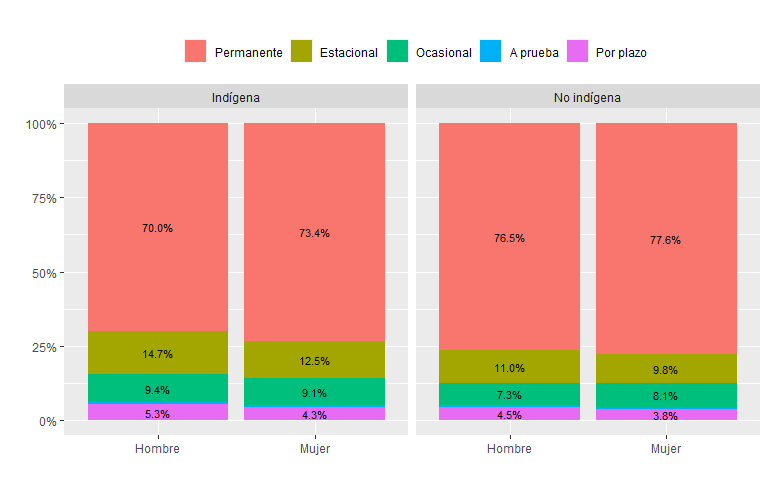 Permanente Estacional Ocasional A prueba Por plazo
Indígena No indígena
100%
75%
50%
25%
0%
70.0% 73.4% 76.5% 77.6%
14.7% 12.5% 11.0% 9.8%
9.4% 9.1% 7.3% 8.1%
5.3% 4.3% 4.5% 3.8%
Hombre Mujer Hombre Mujer